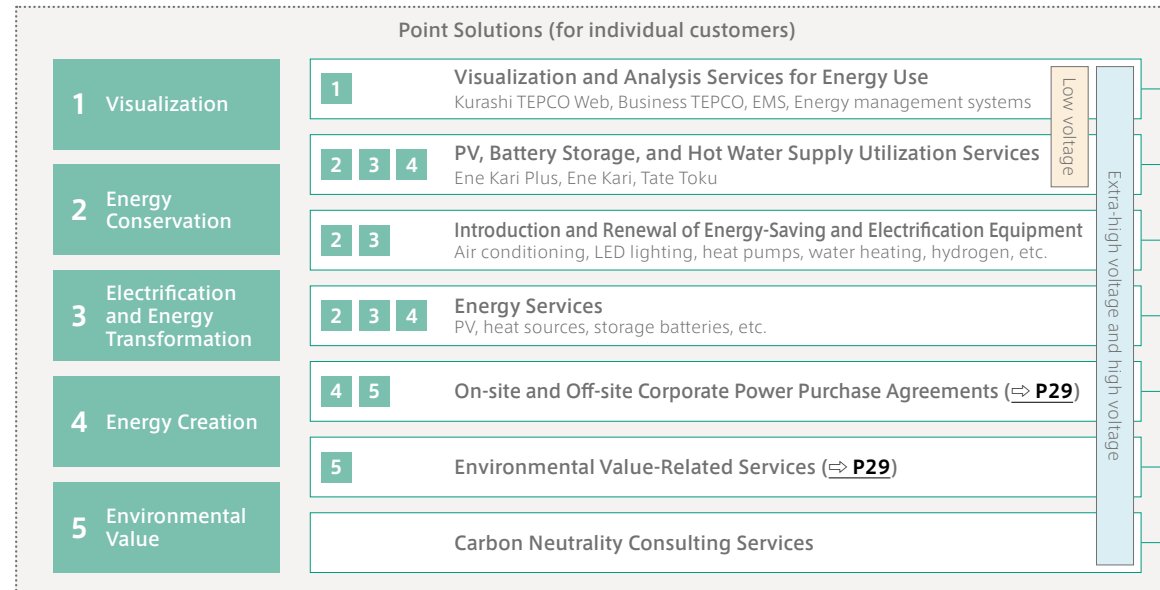 Point Solutions (for individual customers)
1 Visualization
2 Energy
Conservation
3 Electrification
and Energy
Transformation
4 Energy Creation
5 Environmental
Value
1 Visualization and Analysis Services for Energy Use
Kurashi TEPCO Web, Business TEPCO, EMS, Energy management systems
2 3 4 PV, Battery Storage, and Hot Water Supply Utilization Services
Ene Kari Plus, Ene Kari, Tate Toku
2 3 Introduction and Renewal of Energy-Saving and Electrification Equipment
Air conditioning, LED lighting, heat pumps, water heating, hydrogen, etc.
2 3 4 Energy Services
PV, heat sources, storage batteries, etc.
4 5 On-site and Off-site Corporate Power Purchase Agreements (⇨ P29)
5 Environmental Value-Related Services (⇨ P29)
Carbon Neutrality Consulting Services
Low voltage
Extra-high voltage and high voltage